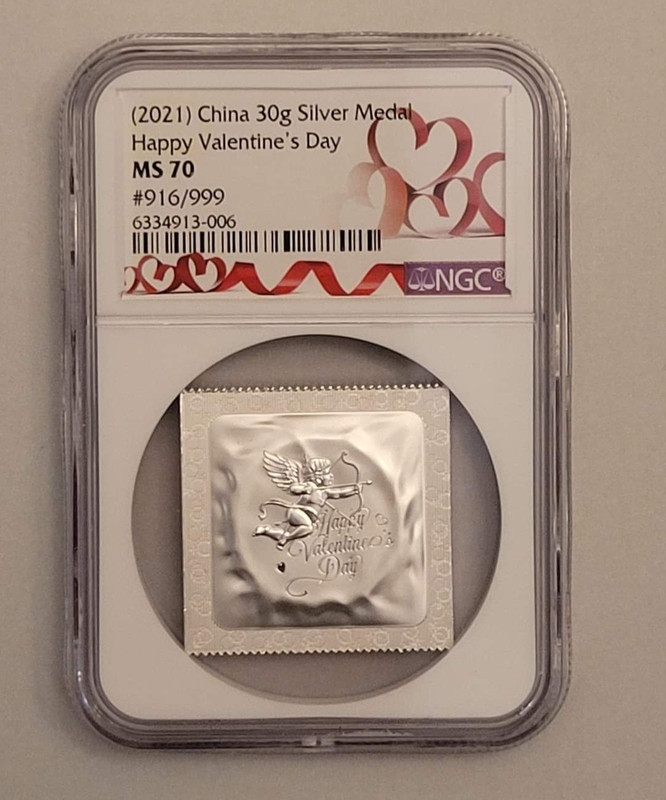 (2021) China 30g Silver Medal
Happy Valentine's Day
MS 70
#916/999
6334913-006
NGC®
Happy
Valentine's
Day